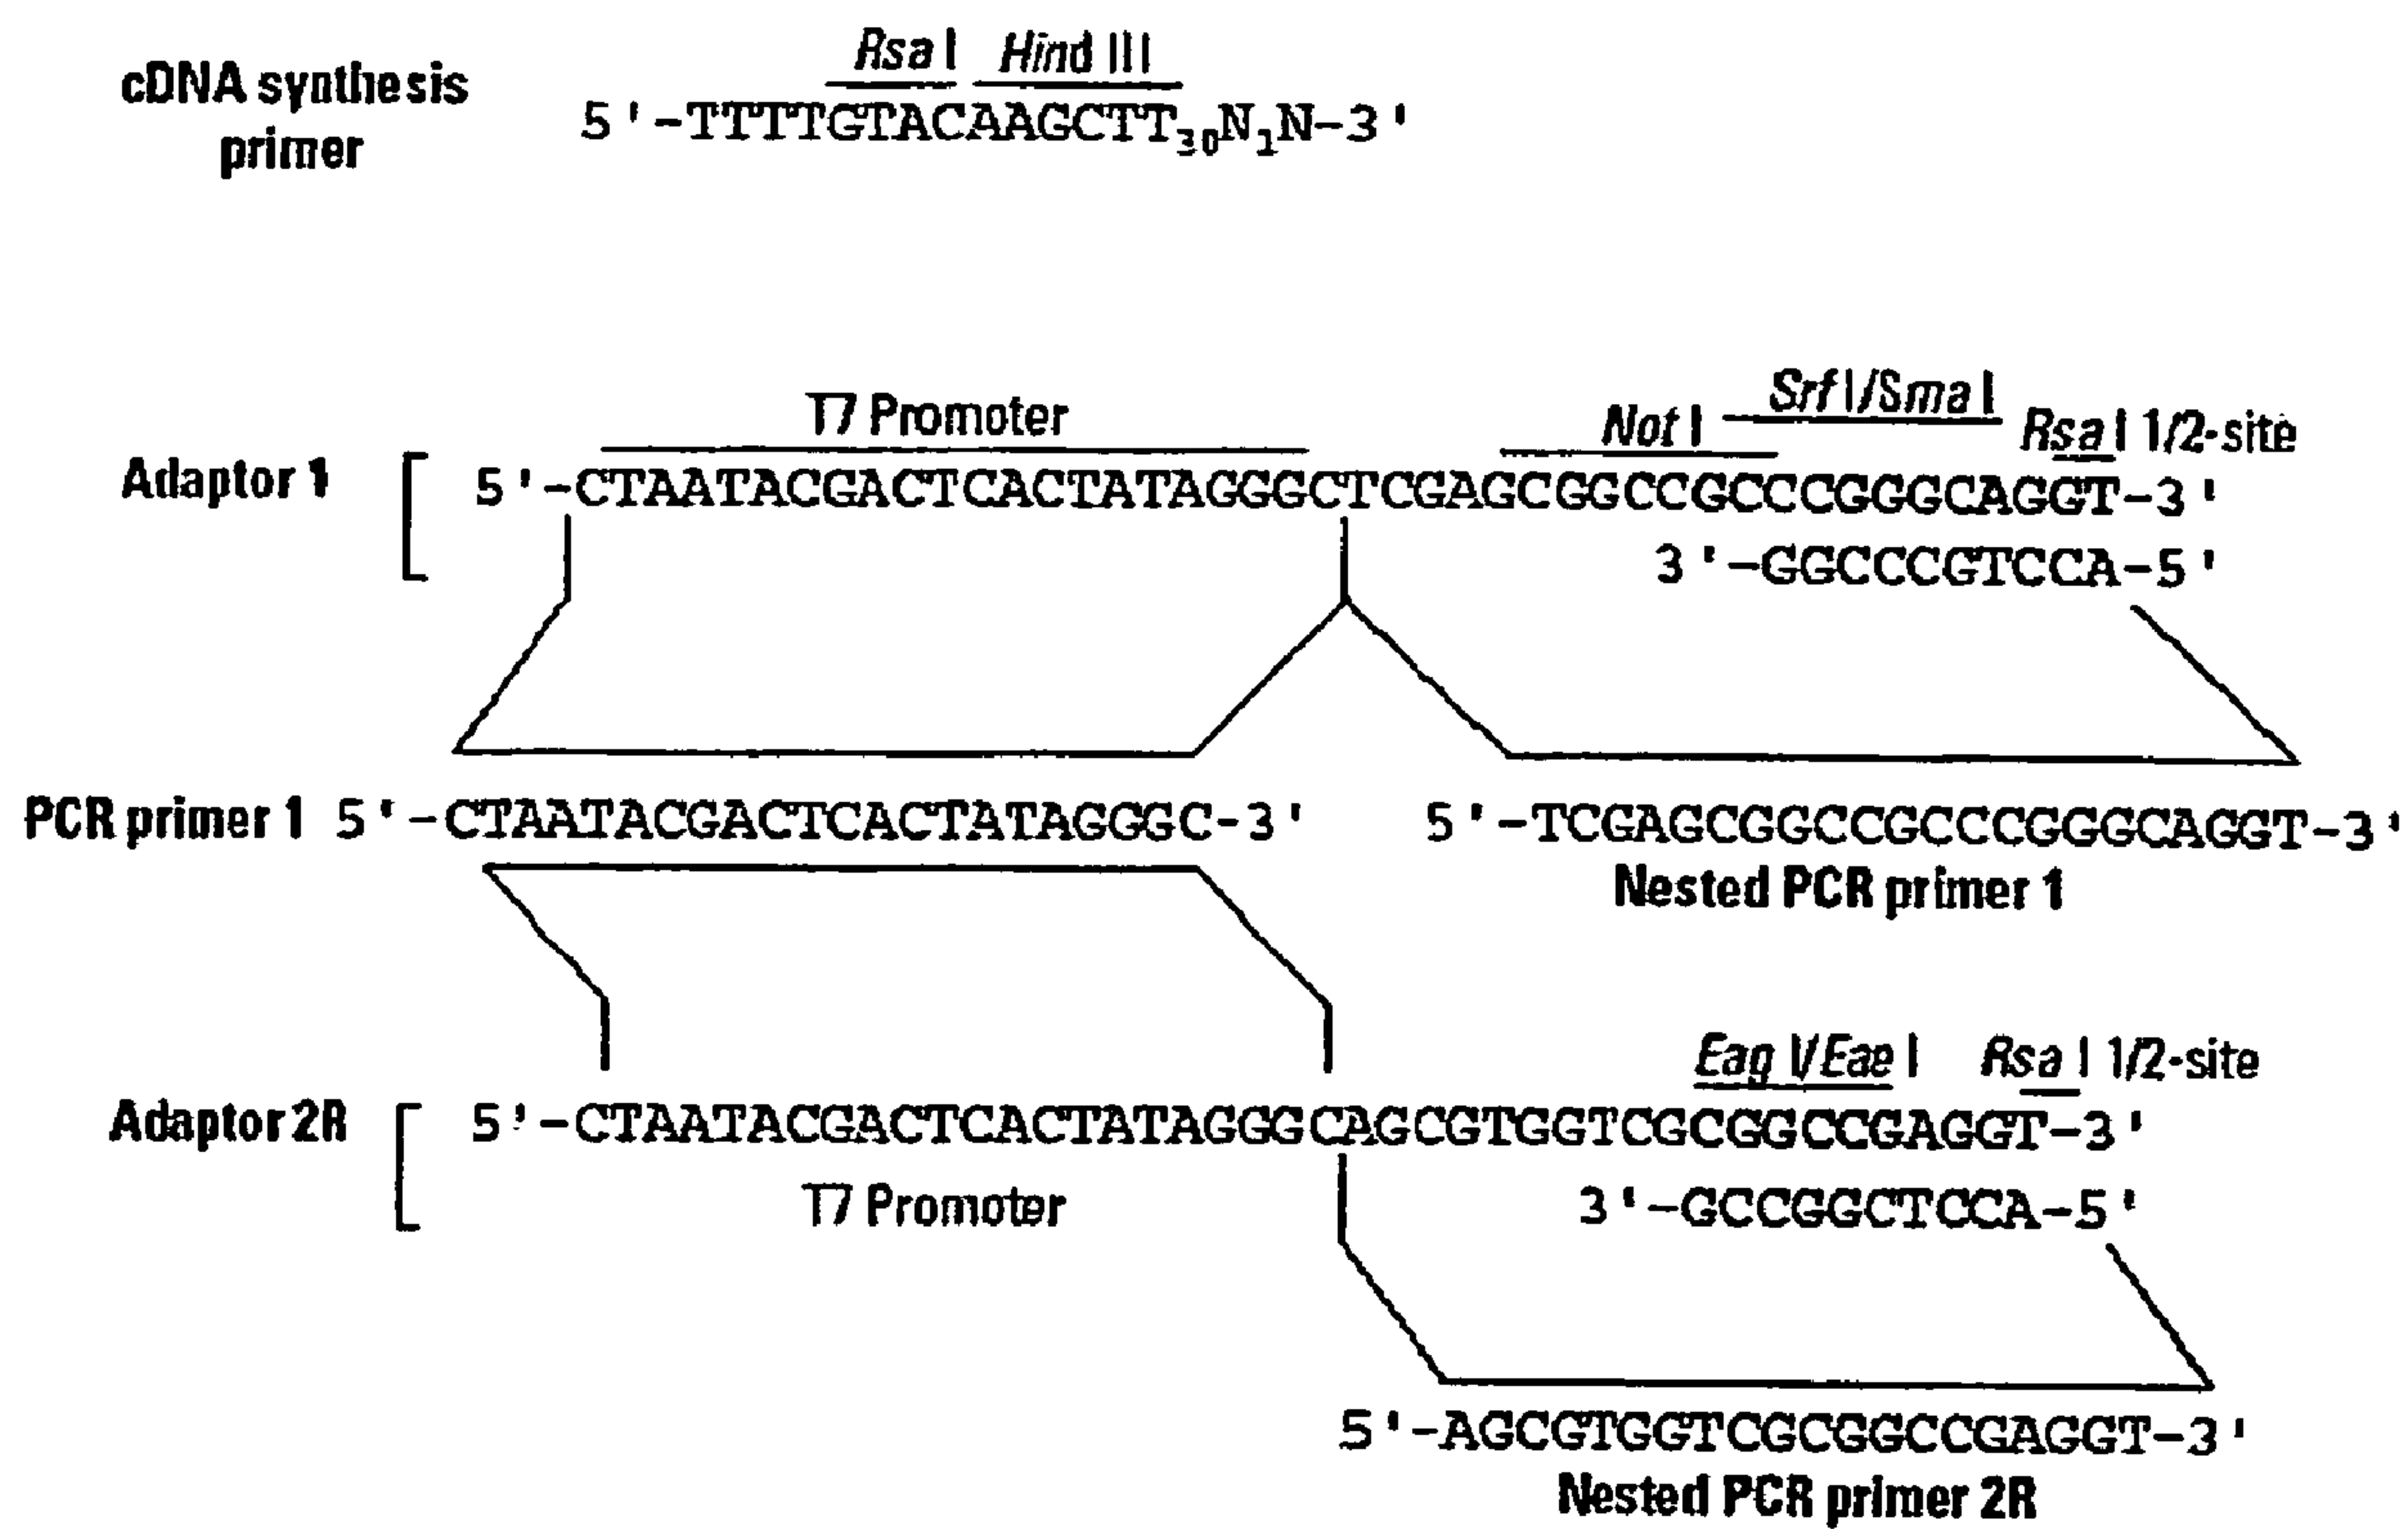 Rsa I Hind III
cDNA synthesis
primer
5'-TTTTGTACAAGCTT30N1N-3'
T7 Promoter
Not I
Srf I/Sma I
Rsa I 1/2-site
Adaptor 1
5'-CTAATACGACTCACTATAGGGCTCGAGCGGCCGCCCGGGCAGGT-3'
3'-GGCCCGTCCA-5'
PCR primer 1 5'-CTAATACGACTCACTATAGGGC-3'
5'-TCGAGCGGCCGCCCGGGCAGGT-3'
Nested PCR primer 1
Eag I/Eae I Rsa I 1/2-site
Adaptor 2R
5'-CTAATACGACTCACTATAGGGCAGCGTGGTCGCGGCCGAGGT-3'
T7 Promoter
3'-GCCGGCTCCA-5'
5'-AGCGTGGTCGCGGCCGAGGT-3'
Nested PCR primer 2R